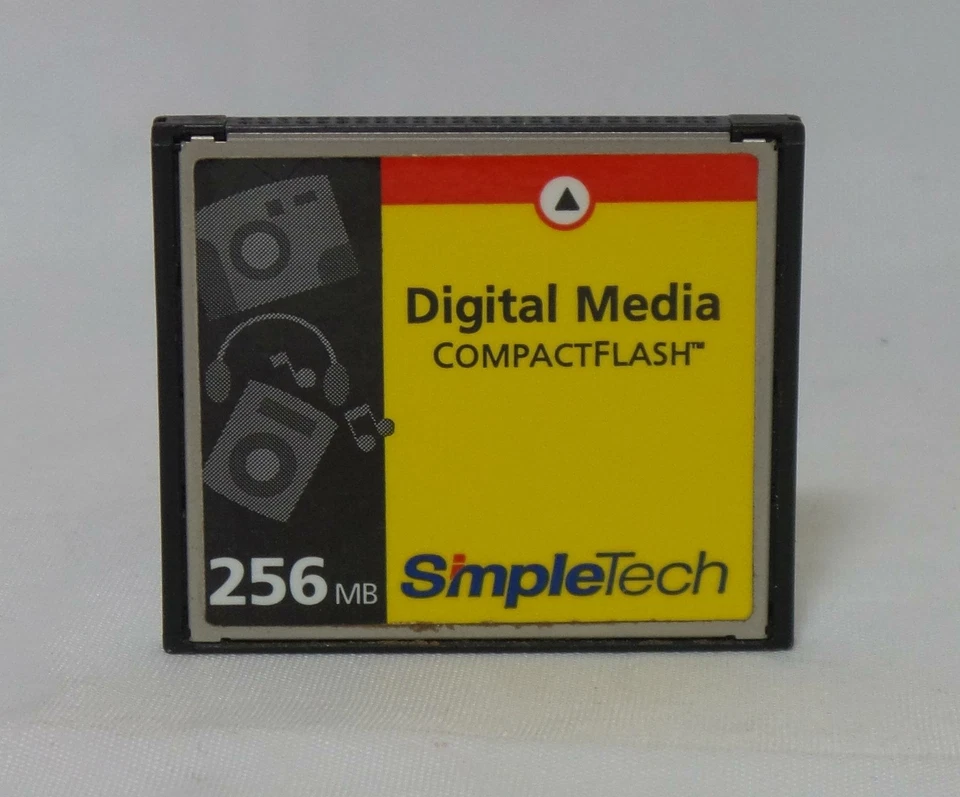 Digital Media
COMPACTFLASH™
256 MB
SimpleTech